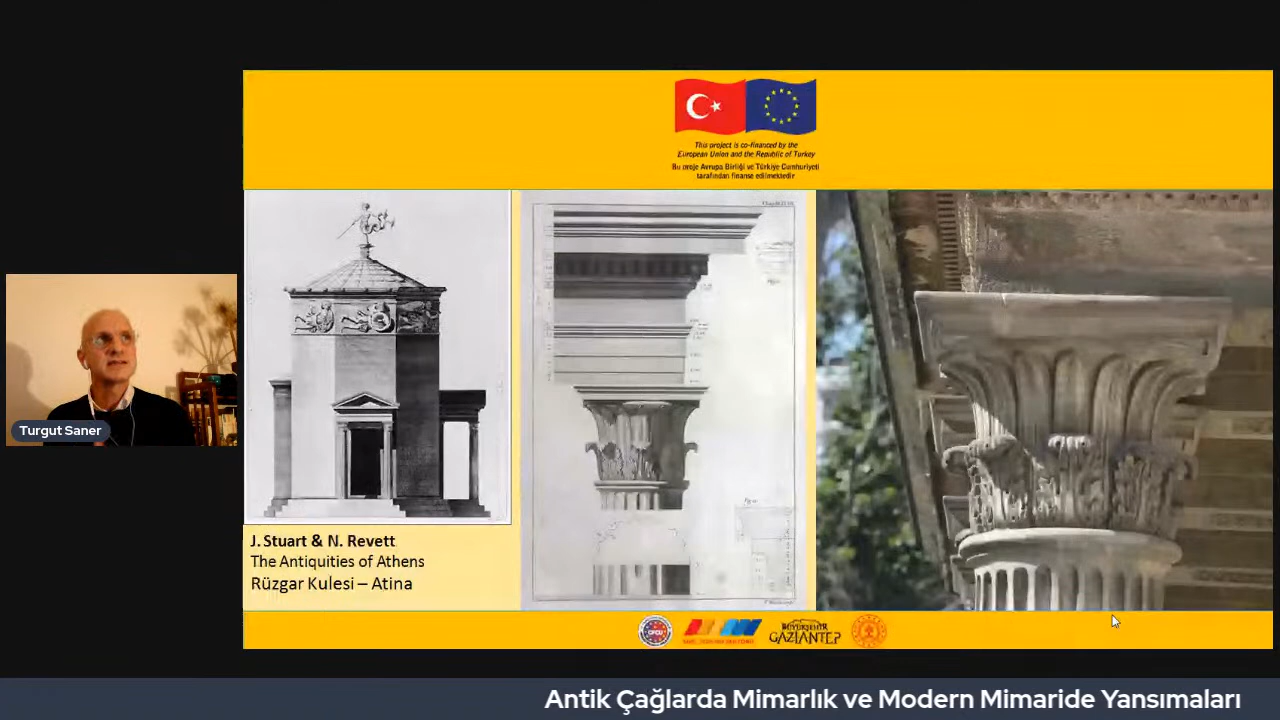 This project is co-financed by the
European Union and the Republic of Turkey
Bu proje Avrupa Birliği ve Türkiye Cumhuriyeti
tarafından finanse edilmektedir
Turgut Saner
J. Stuart & N. Revett
The Antiquities of Athens
Rüzgar Kulesi – Atina
BÜYÜKŞEHİR
GAZİANTEP
Antik Çağlarda Mimarlık ve Modern Mimaride Yansımaları